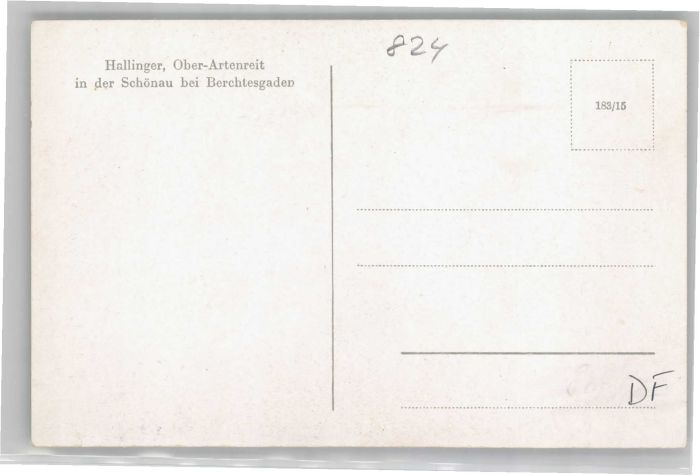 Hallinger, Ober-Artenreit
in der Schönau bei Berchtesgaden
824
183/15
DF